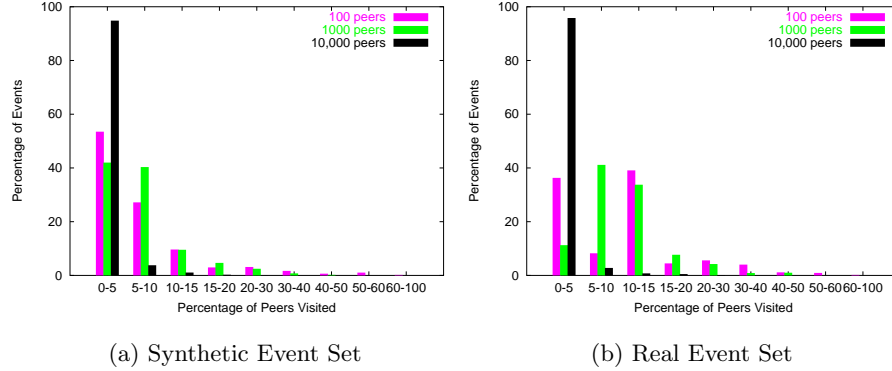 100
80
60
40
20
0
Percentage of Events
100 peers
1000 peers
10,000 peers
0-5 5-10 10-15 15-20 20-30 30-40 40-50 50-60 60-100
Percentage of Peers Visited
(a) Synthetic Event Set
100
80
60
40
20
0
Percentage of Events
100 peers
1000 peers
10,000 peers
0-5 5-10 10-15 15-20 20-30 30-40 40-50 50-60 60-100
Percentage of Peers Visited
(b) Real Event Set